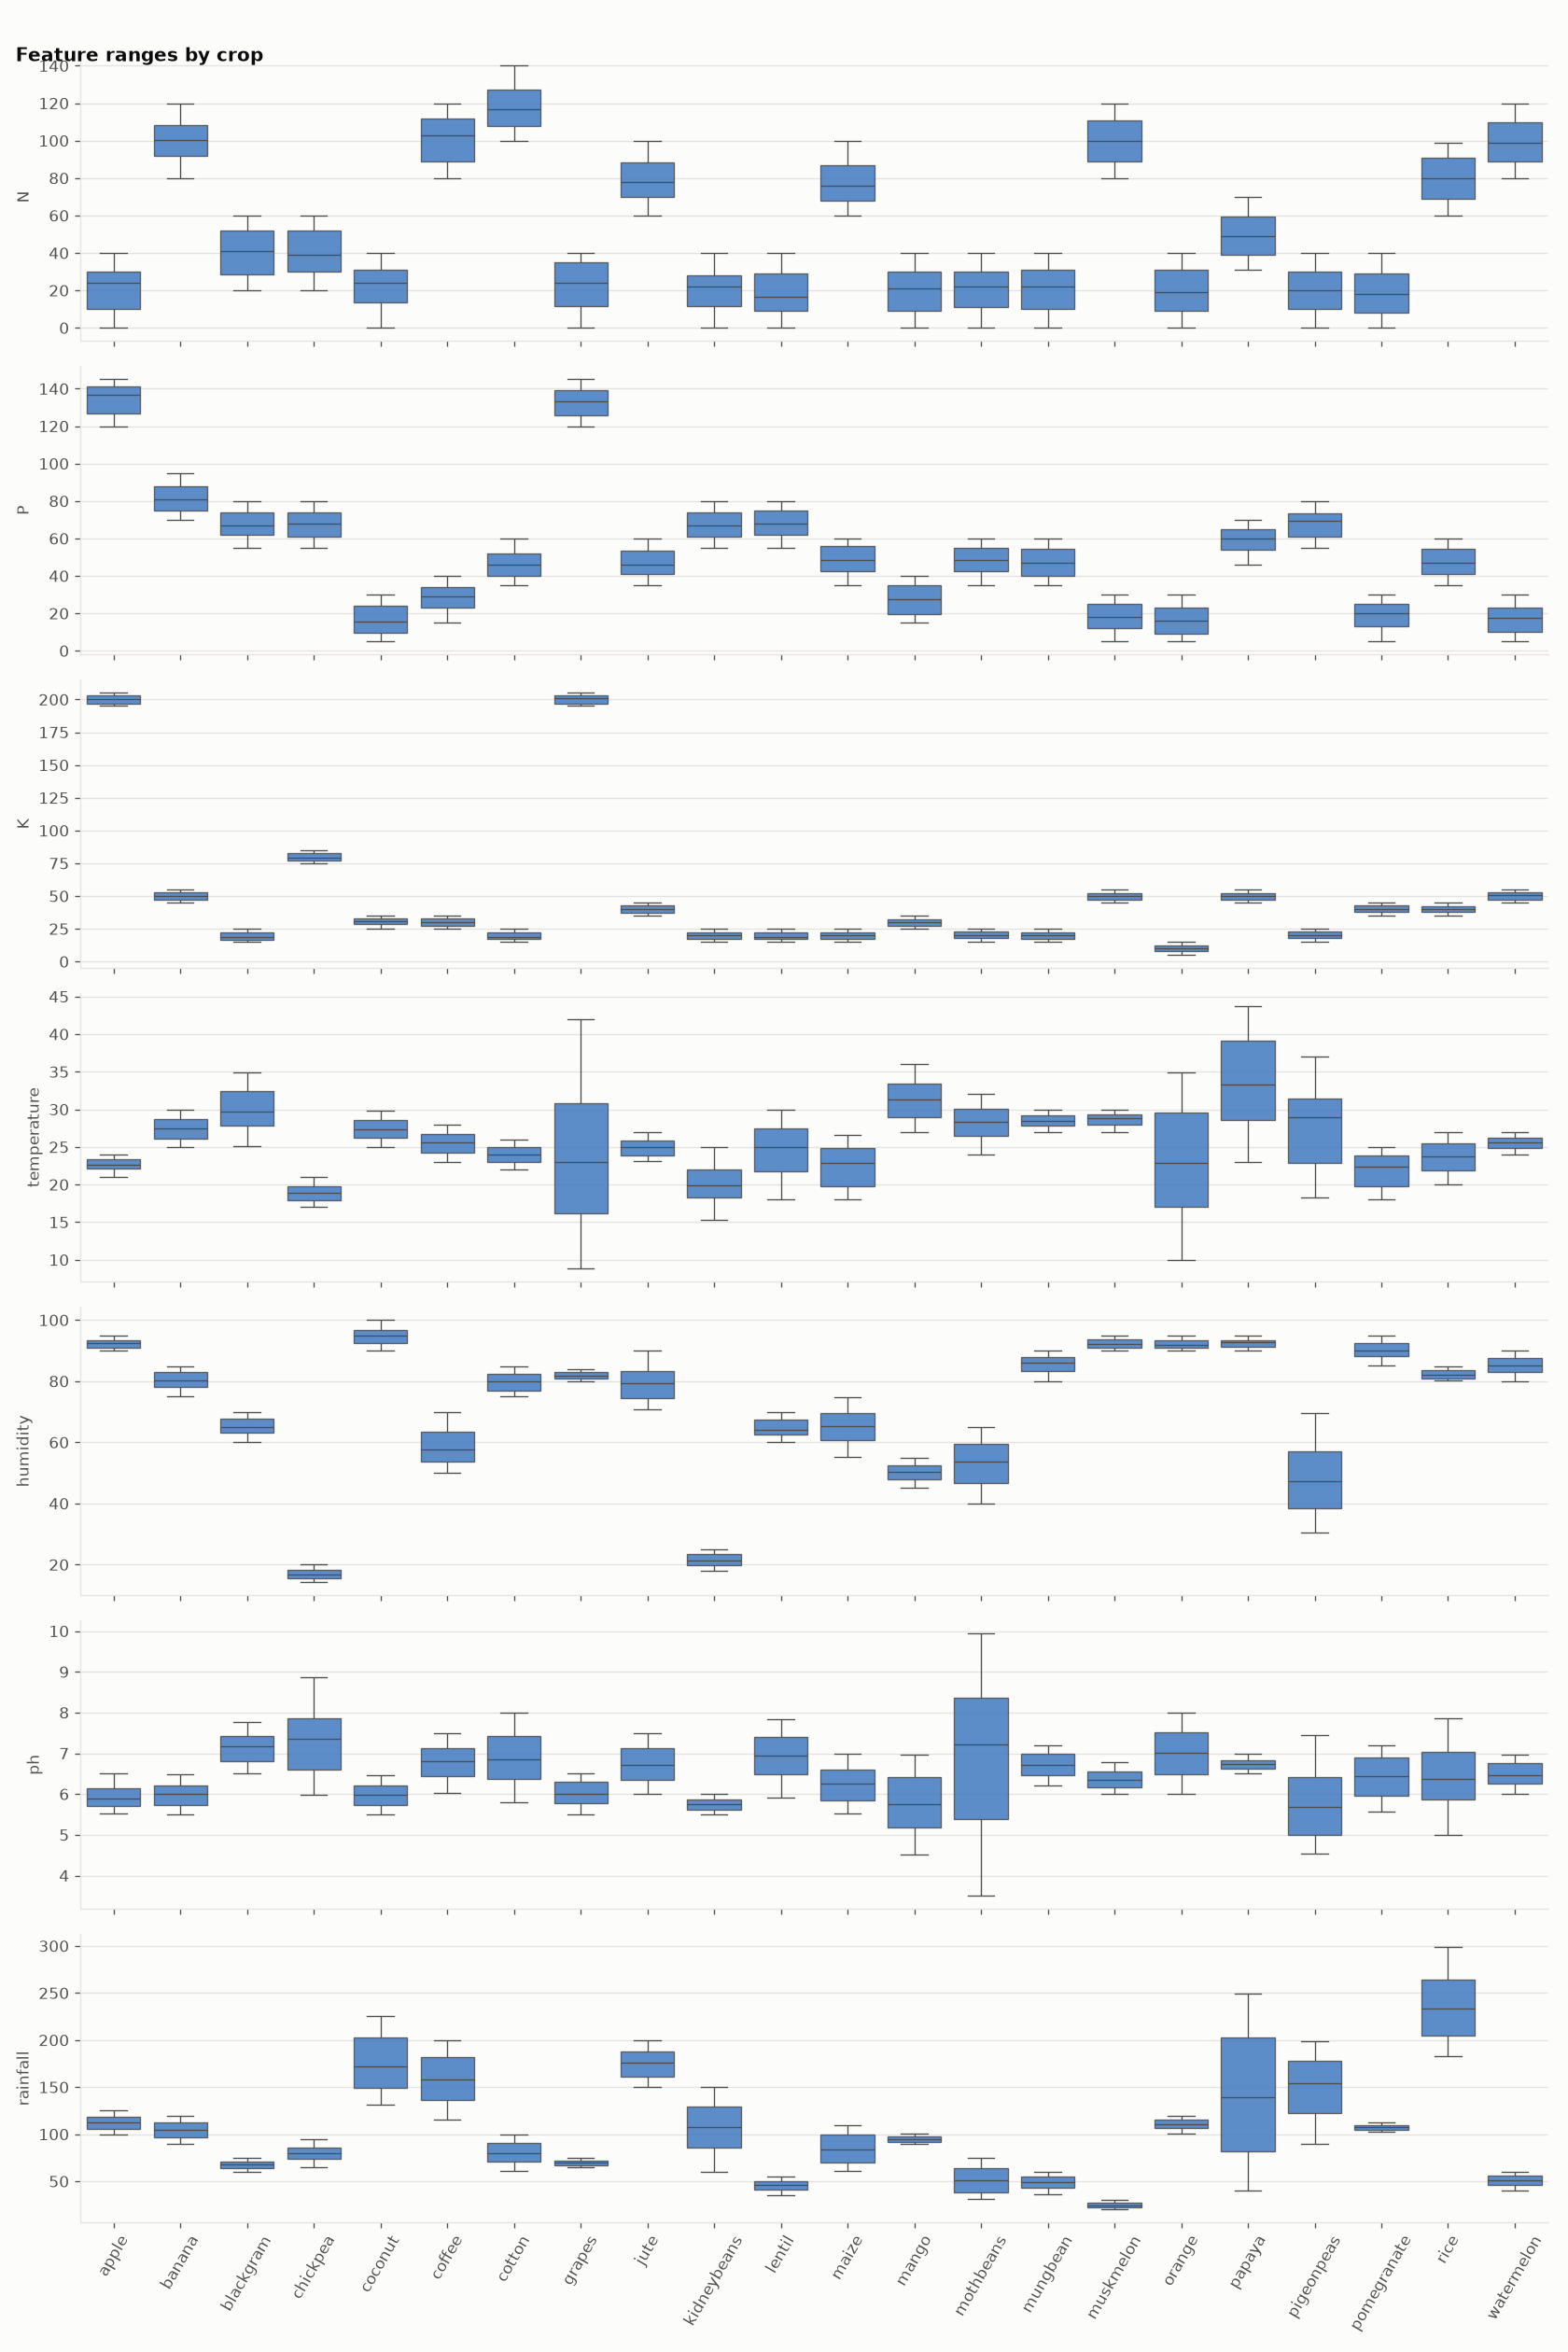 Feature ranges by crop
N
140
120
100
80
60
40
20
0
P
140
120
100
80
60
40
20
0
K
200
175
150
125
100
75
50
25
0
temperature
45
40
35
30
25
20
15
10
humidity
100
80
60
40
20
ph
10
9
8
7
6
5
4
rainfall
300
250
200
150
100
50
apple
banana
blackgram
chickpea
coconut
coffee
cotton
grapes
jute
kidneybeans
lentil
maize
mango
mothbeans
mungbean
muskmelon
orange
papaya
pigeonpeas
pomegranate
rice
watermelon